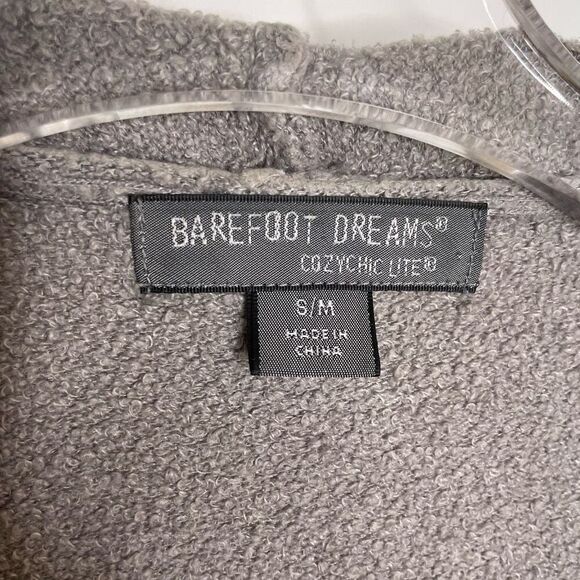 BAREFOOT DREAMS®
COZYCHIC LITE®
S/M
MADE IN
CHINA